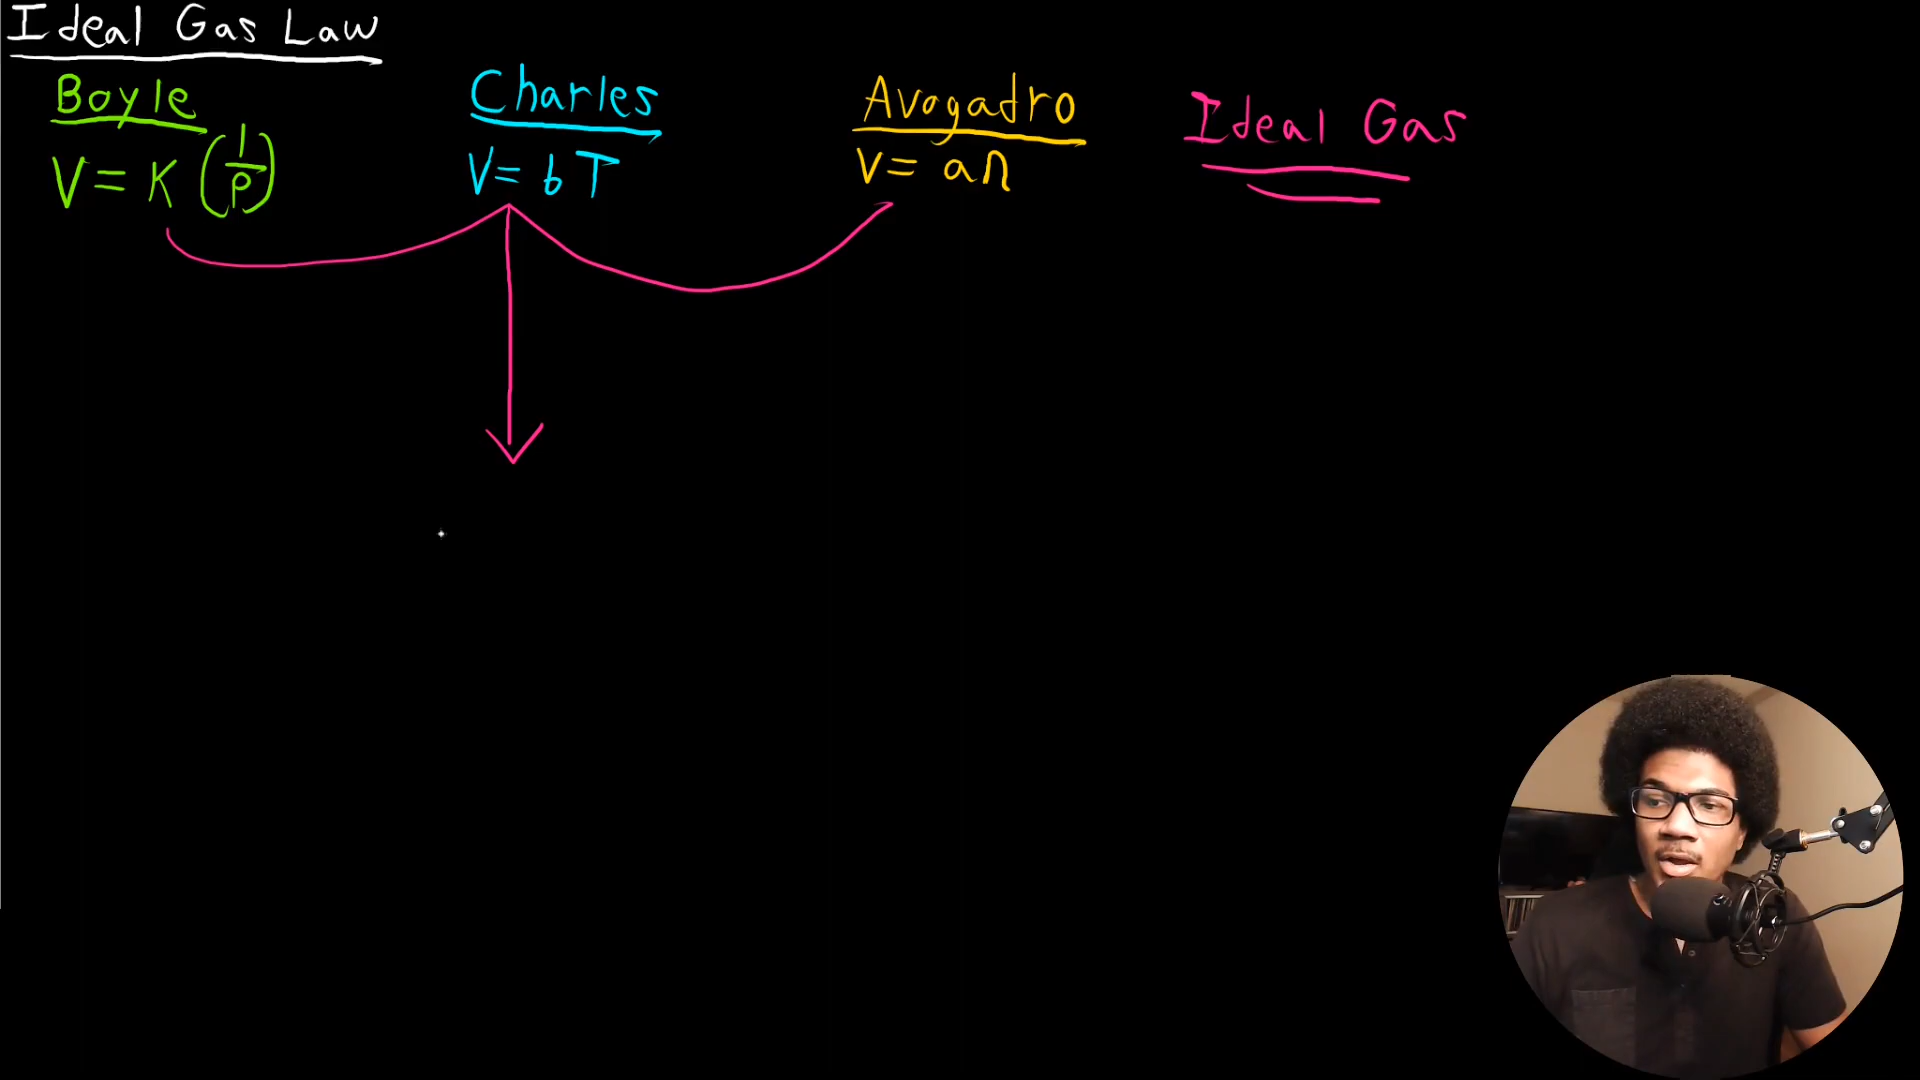 Ideal Gas Law
Boyle
V = K (1/P)
Charles
V = bT
Avogadro
V = an
Ideal Gas